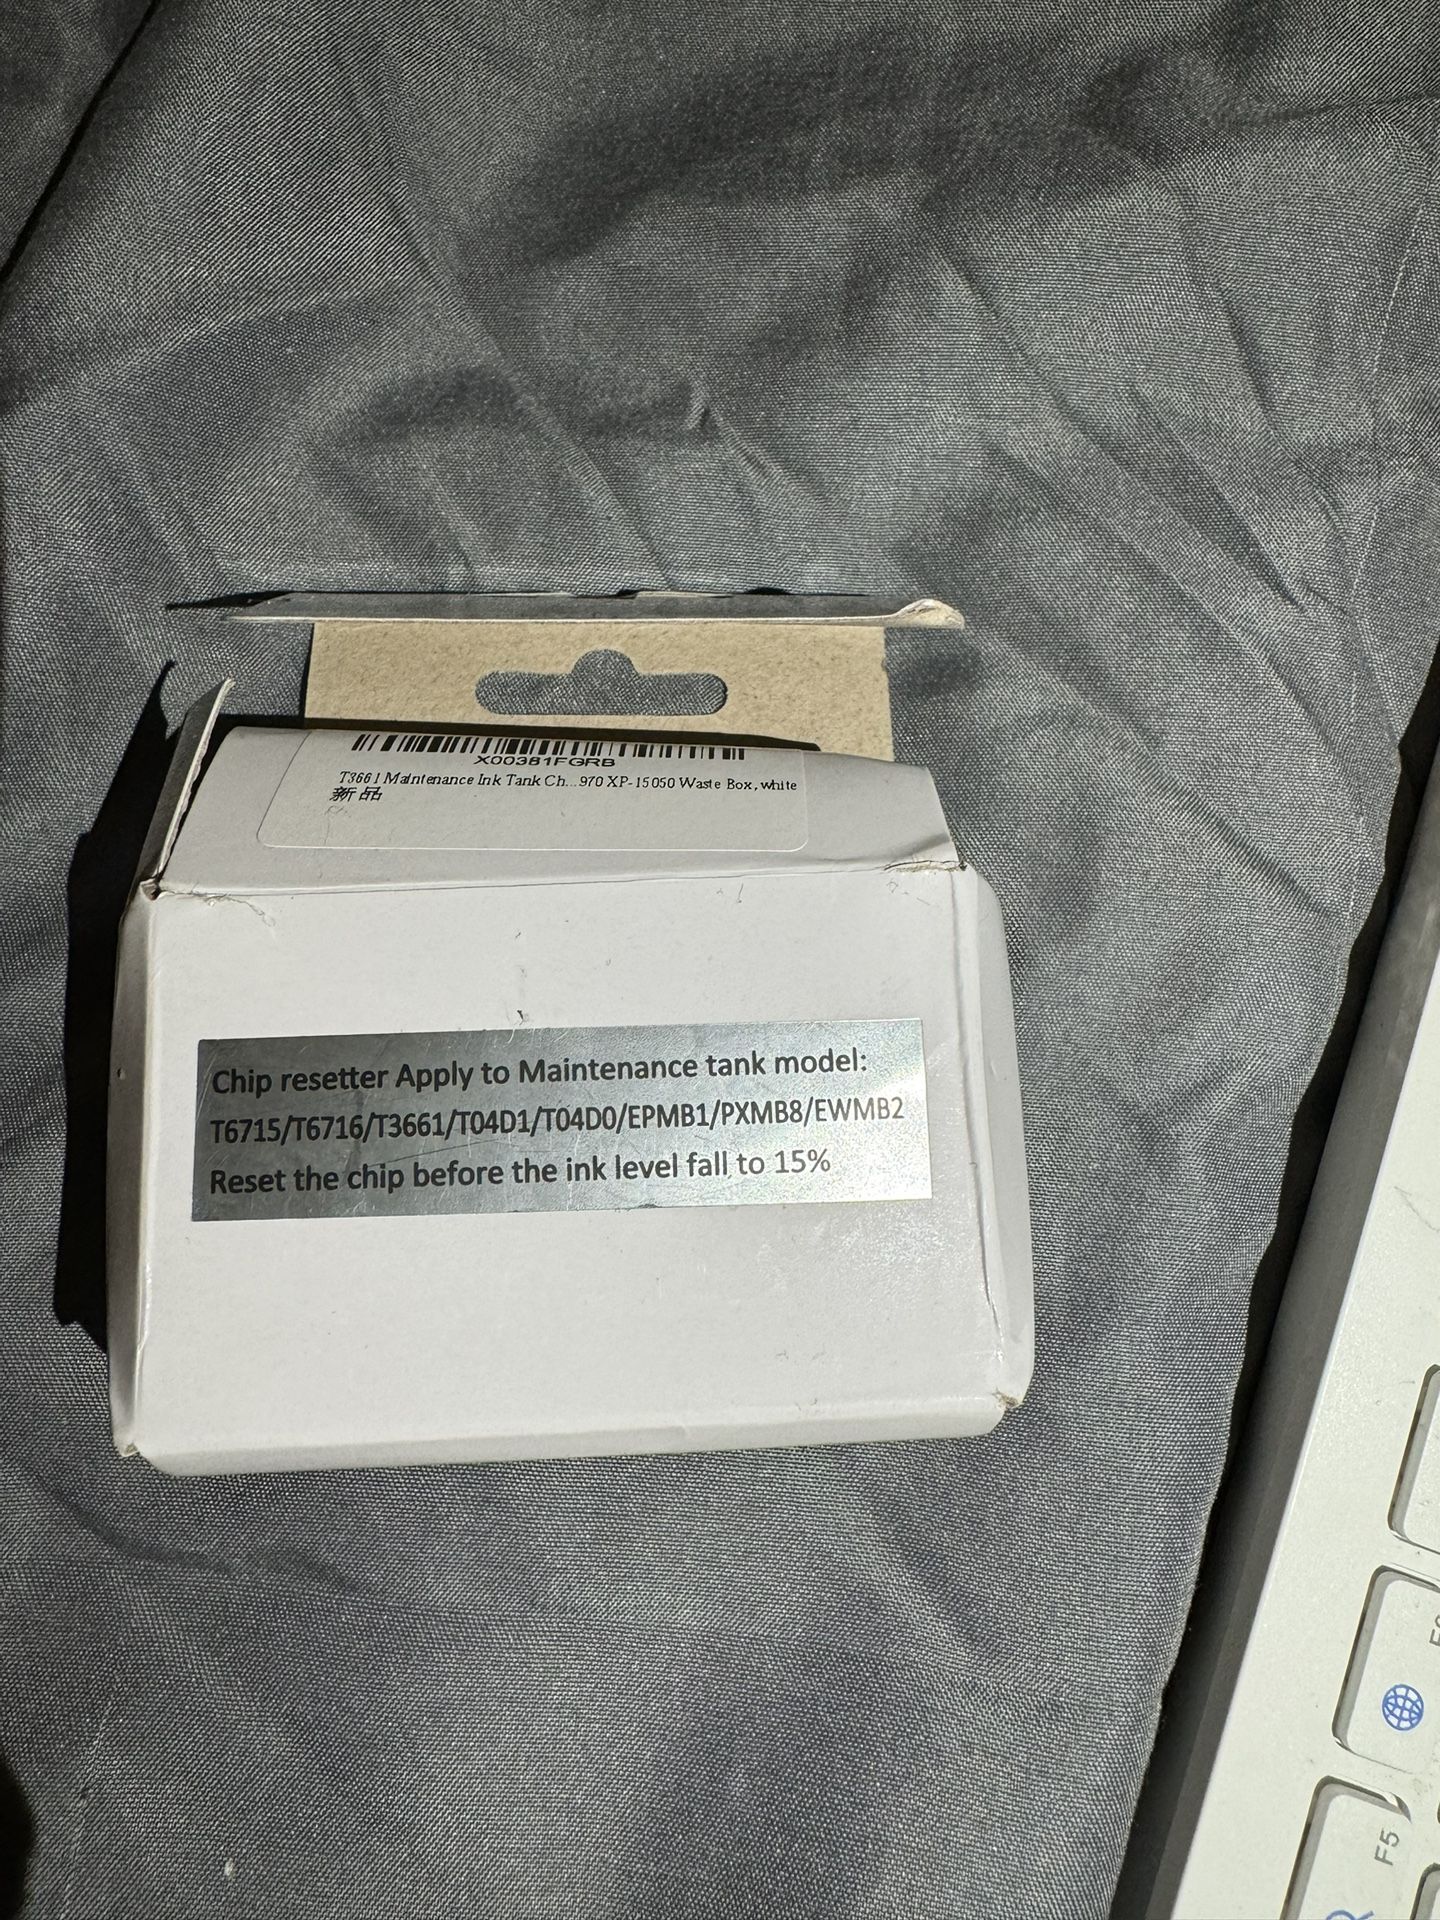 X00381FGRB
T3661 Maintenance Ink Tank Ch...970 XP-15050 Waste Box, white
新品
Chip resetter Apply to Maintenance tank model:
T6715/T6716/T3661/T04D1/T04D0/EPMB1/PXMB8/EWMB2
Reset the chip before the ink level fall to 15%
F5
R